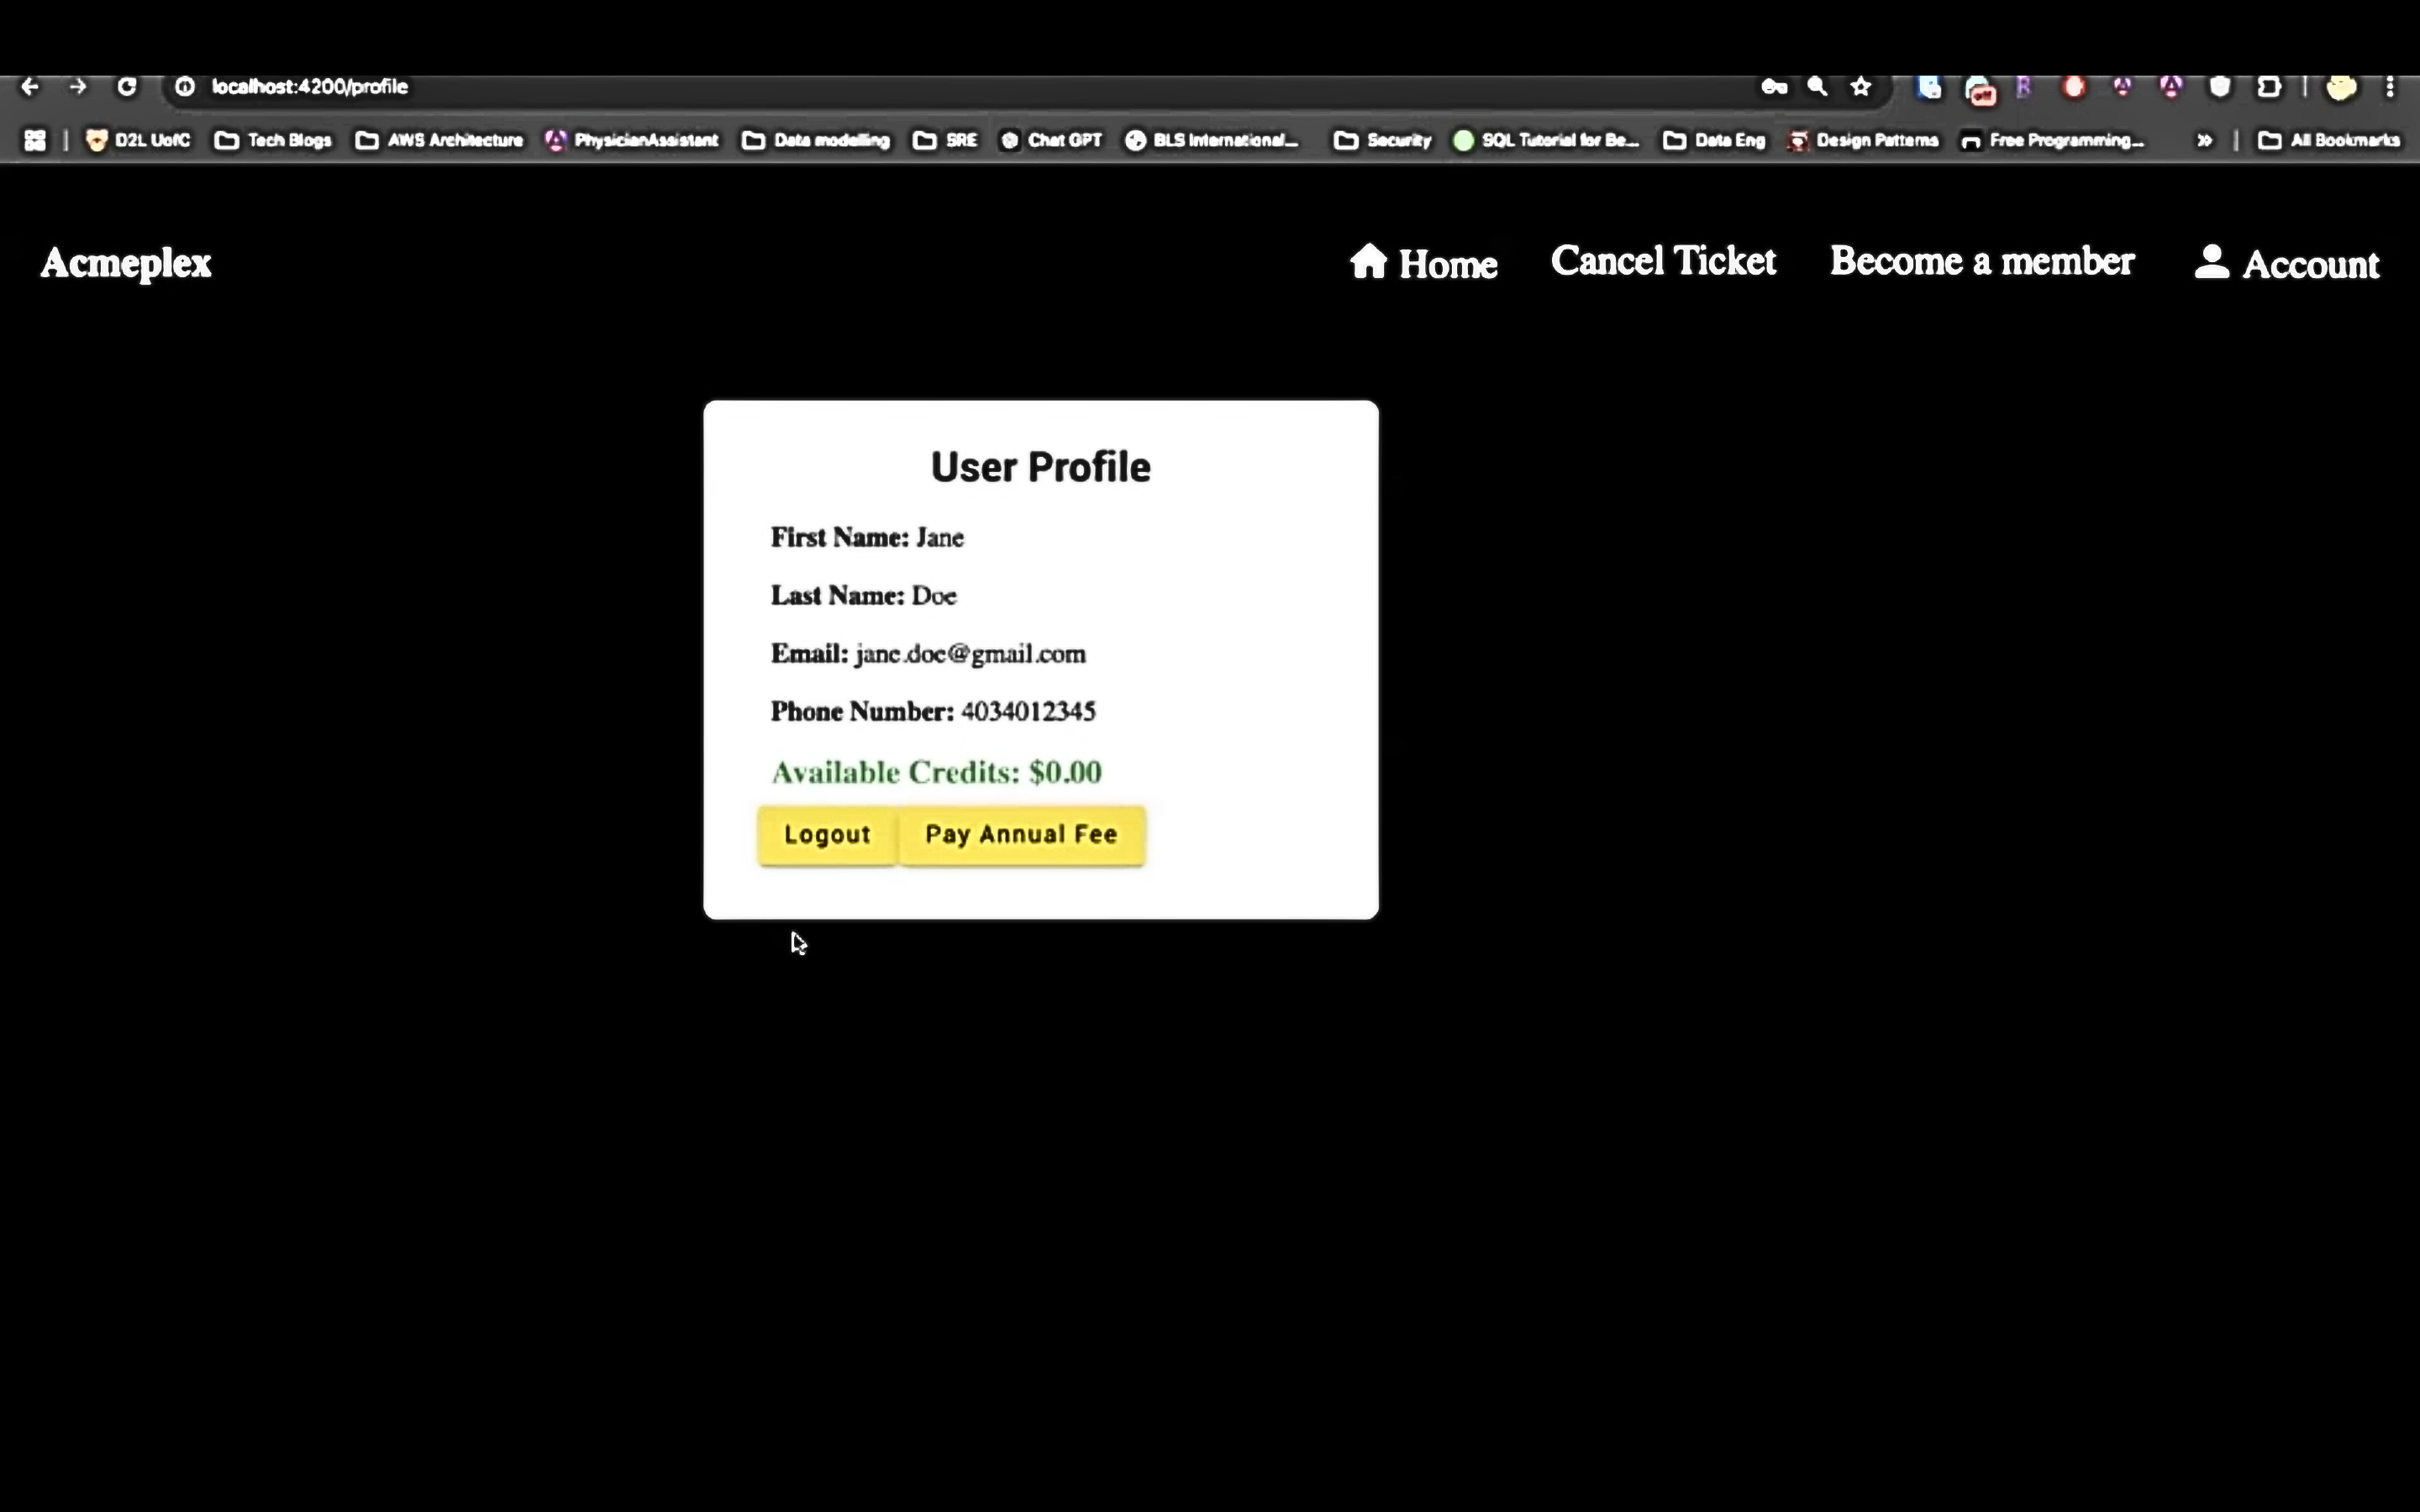 localhost:4200/profile
D2L UofC Tech Blogs AWS Architecture PhysicianAssistant Data modelling SRE Chat GPT BLS International... Security SQL Tutorial for Be... Data Eng Design Patterns Free Programming... » All Bookmarks
Acmeplex Home Cancel Ticket Become a member Account
User Profile
First Name: Jane
Last Name: Doe
Email: jane.doe@gmail.com
Phone Number: 4034012345
Available Credits: $0.00
Logout Pay Annual Fee